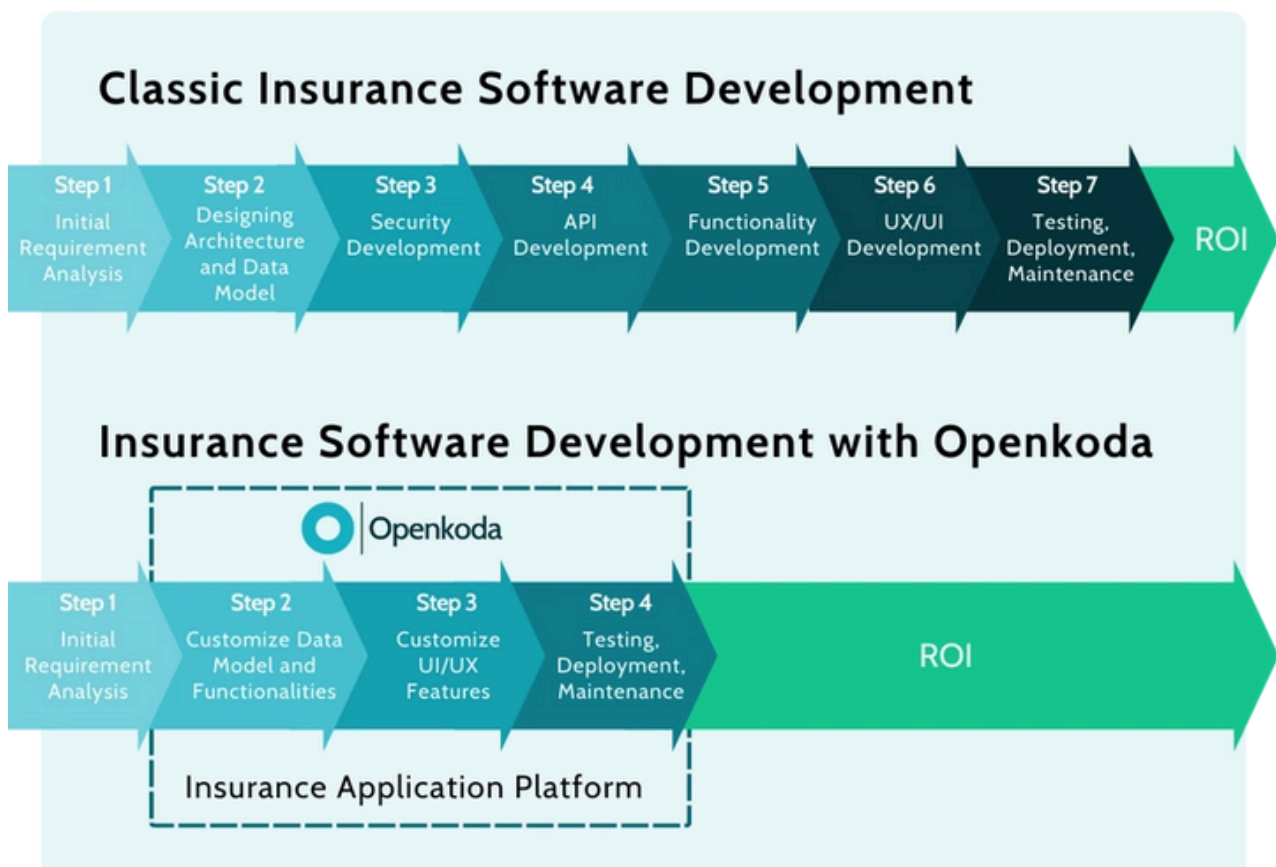 Classic Insurance Software Development
Step 1
Initial
Requirement
Analysis
Step 2
Designing
Architecture
and Data
Model
Step 3
Security
Development
Step 4
API
Development
Step 5
Functionality
Development
Step 6
UX/UI
Development
Step 7
Testing,
Deployment,
Maintenance
ROI
Insurance Software Development with Openkoda
Openkoda
Step 1
Initial
Requirement
Analysis
Step 2
Customize Data
Model and
Functionalities
Step 3
Customize
UI/UX
Features
Step 4
Testing,
Deployment,
Maintenance
ROI
Insurance Application Platform